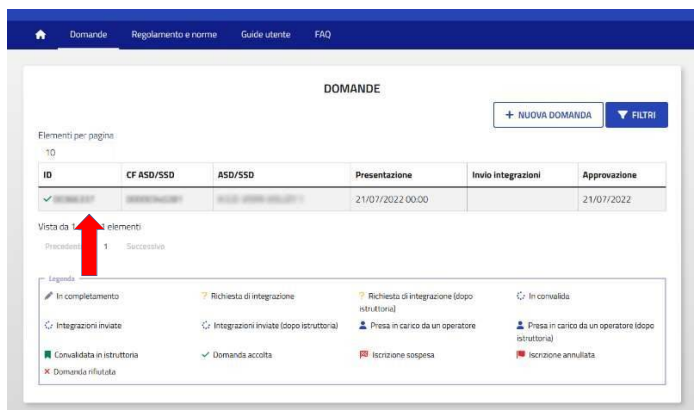 Domande Regolamento e norme Guide utente FAQ
DOMANDE
+ NUOVA DOMANDA FILTRI
Elementi per pagina
10
ID CF ASD/SSD ASD/SSD Presentazione Invio integrazioni Approvazione
21/07/2022 00:00 21/07/2022
Vista da 1 elementi
Precedente 1 Successivo
Legenda
In completamento ? Richiesta di integrazione ? Richiesta di integrazione (dopo In convalida
istruttoria)
Integrazioni inviate Integrazioni inviate (dopo istruttoria) Presa in carico da un operatore Presa in carico da un operatore (dopo
istruttoria)
Convalidata in istruttoria Domanda accolta Iscrizione sospesa Iscrizione annullata
Domanda rifiutata